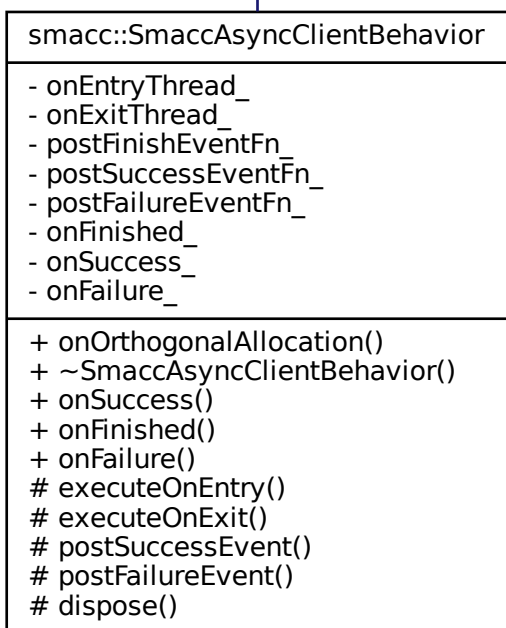 smacc::SmaccAsyncClientBehavior
- onEntryThread_
- onExitThread_
- postFinishEventFn_
- postSuccessEventFn_
- postFailureEventFn_
- onFinished_
- onSuccess_
- onFailure_
+ onOrthogonalAllocation()
+ ~SmaccAsyncClientBehavior()
+ onSuccess()
+ onFinished()
+ onFailure()
# executeOnEntry()
# executeOnExit()
# postSuccessEvent()
# postFailureEvent()
# dispose()